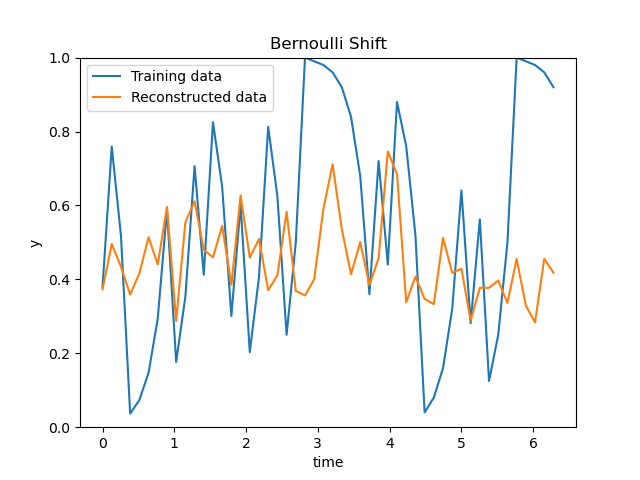 Bernoulli Shift
Training data
Reconstructed data
1.0
0.8
0.6
0.4
0.2
0.0
y
0 1 2 3 4 5 6
time